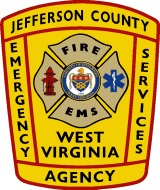 JEFFERSON COUNTY
EMERGENCY
SERVICES
FIRE
EMS
WEST
VIRGINIA
AGENCY